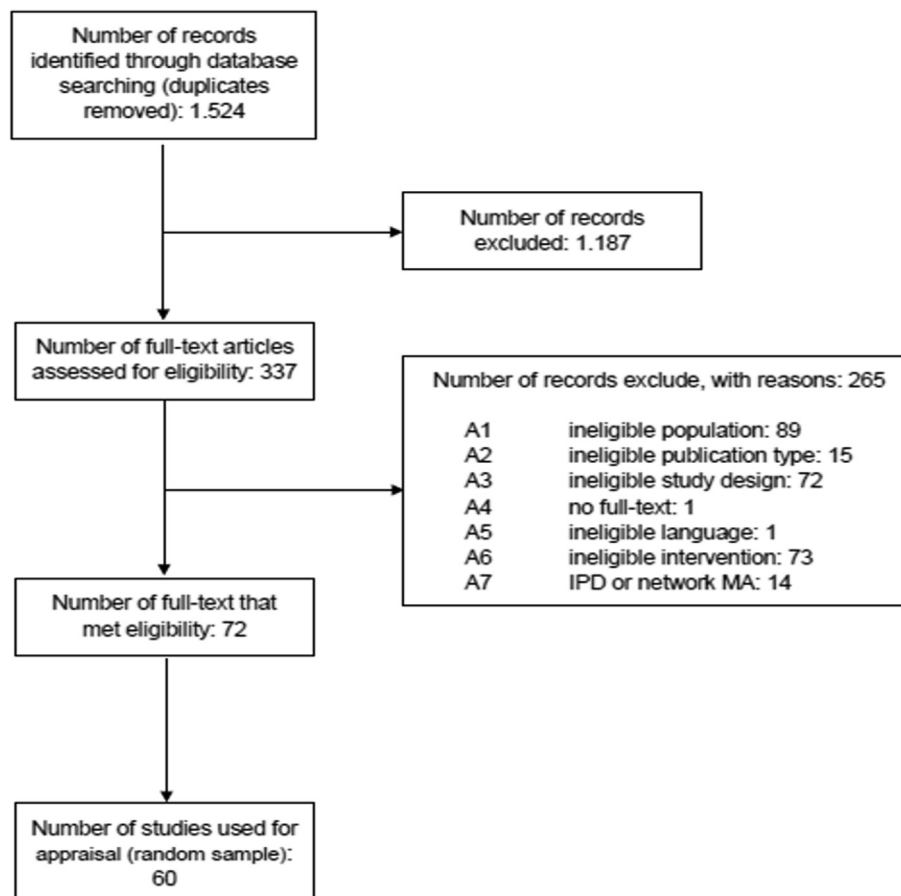 Number of records
identified through database
searching (duplicates
removed): 1.524
Number of records
excluded: 1.187
Number of full-text articles
assessed for eligibility: 337
Number of records exclude, with reasons: 265
A1 ineligible population: 89
A2 ineligible publication type: 15
A3 ineligible study design: 72
A4 no full-text: 1
A5 ineligible language: 1
A6 ineligible intervention: 73
A7 IPD or network MA: 14
Number of full-text that
met eligibility: 72
Number of studies used for
appraisal (random sample):
60